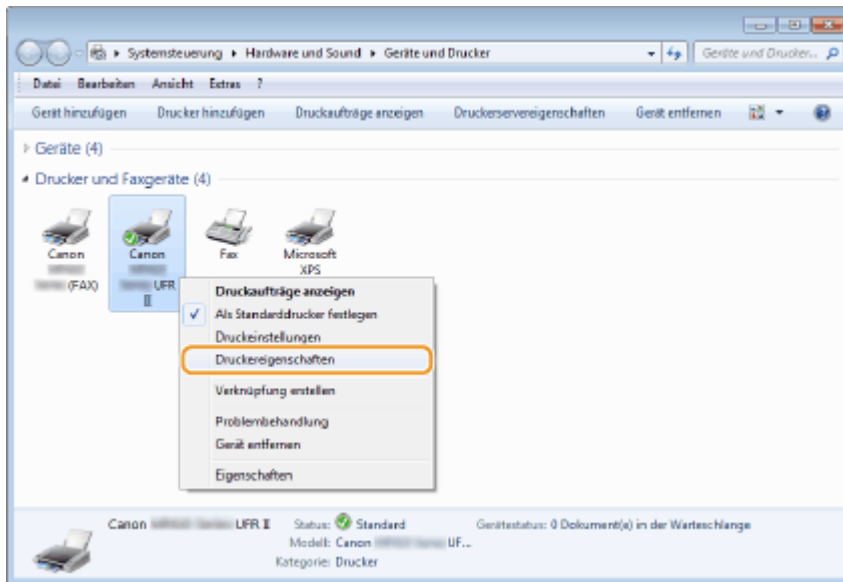 Systemsteuerung Hardware und Sound Geräte und Drucker Geräte und Drucker...
Datei Bearbeiten Ansicht Extras ?
Gerät hinzufügen Drucker hinzufügen Druckaufträge anzeigen Druckerservereigenschaften Gerät entfernen
Geräte (4)
Drucker und Faxgeräte (4)
Canon
(FAX)
Canon
UFR
II
Fax
Microsoft
XPS
Druckaufträge anzeigen
Als Standarddrucker festlegen
Druckeinstellungen
Druckereigenschaften
Verknüpfung erstellen
Problembehandlung
Gerät entfernen
Eigenschaften
Canon UFR II Status: Standard Gerätestatus: 0 Dokument(e) in der Warteschlange
Modell: Canon UF...
Kategorie: Drucker